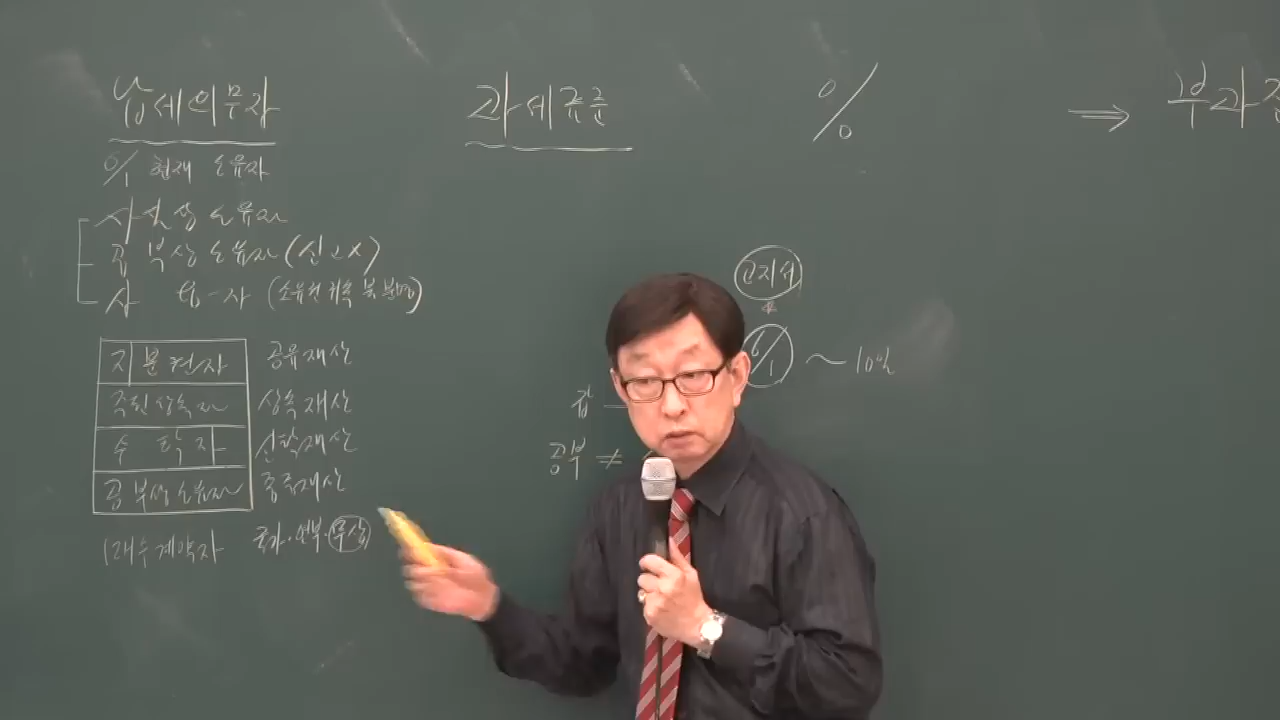 납세의무자
6/1 현재 소유자
사실상 소유자
공부상 소유자 (신고X)
사용자 (소유권 귀속 불분명)
지분권자 공유재산
주된상속자 상속재산
수탁자 신탁재산
공부상소유자 종중재산
매수계약자 국가·연부·무상
과세표준
%
⇒ 부과
고지서
6/1 ~ 10일
갑
공부 ≠